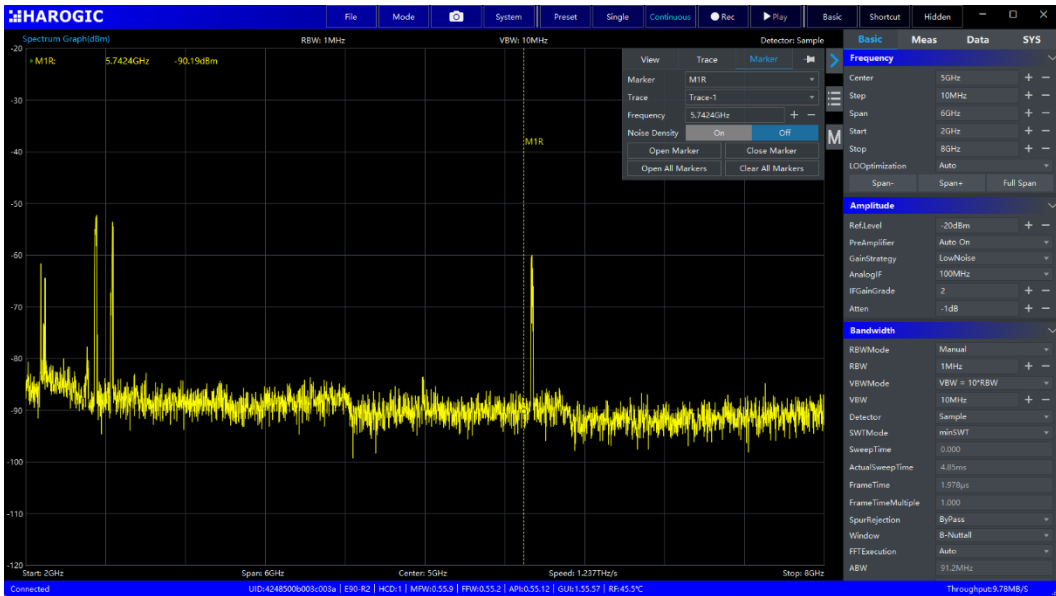 HAROGIC
File Mode System Preset Single Continuous Rec Play Basic Shortcut Hidden
Spectrum Graph(dBm) RBW: 1MHz VBW: 10MHz Detector: Sample
M1R: 5.7424GHz -90.19dBm
-20
-30
-40
-50
-60
-70
-80
-90
-100
-110
-120
M1R
Start: 2GHz Span: 6GHz Center: 5GHz Speed: 1.237THz/s Stop: 8GHz
View Trace Marker
Marker M1R
Trace Trace-1
Frequency 5.7424GHz + −
Noise Density On Off
Open Marker Close Marker
Open All Markers Clear All Markers
M
Basic Meas Data SYS
Frequency
Center 5GHz + −
Step 10MHz + −
Span 6GHz + −
Start 2GHz + −
Stop 8GHz + −
LOOptimization Auto
Span- Span+ Full Span
Amplitude
Ref.Level -20dBm + −
PreAmplifier Auto On
GainStrategy LowNoise
AnalogIF 100MHz
IFGainGrade 2 + −
Atten -1dB + −
Bandwidth
RBWMode Manual
RBW 1MHz + −
VBWMode VBW = 10*RBW
VBW 10MHz + −
Detector Sample
SWTMode minSWT
SweepTime 0.000
ActualSweepTime 4.85ms
FrameTime 1.978μs
FrameTimeMultiple 1.000
SpurRejection ByPass
Window B-Nuttall
FFTExecution Auto
ABW 91.2MHz
Connected UID:4248500b003c003a | E90-R2 | HCD:1 | MFW:0.55.9 | FFW:0.55.2 | API:0.55.12 | GUI:1.55.57 | RF:45.5°C Throughput:9.78MB/S